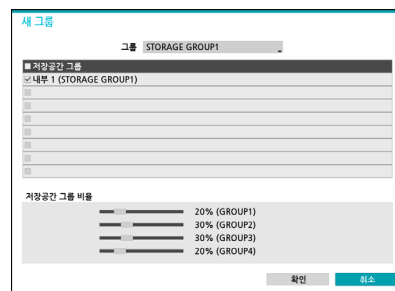 새 그룹
그룹 STORAGE GROUP1
저장공간 그룹
내부 1 (STORAGE GROUP1)
저장공간 그룹 비율
20% (GROUP1)
30% (GROUP2)
30% (GROUP3)
20% (GROUP4)
확인 취소